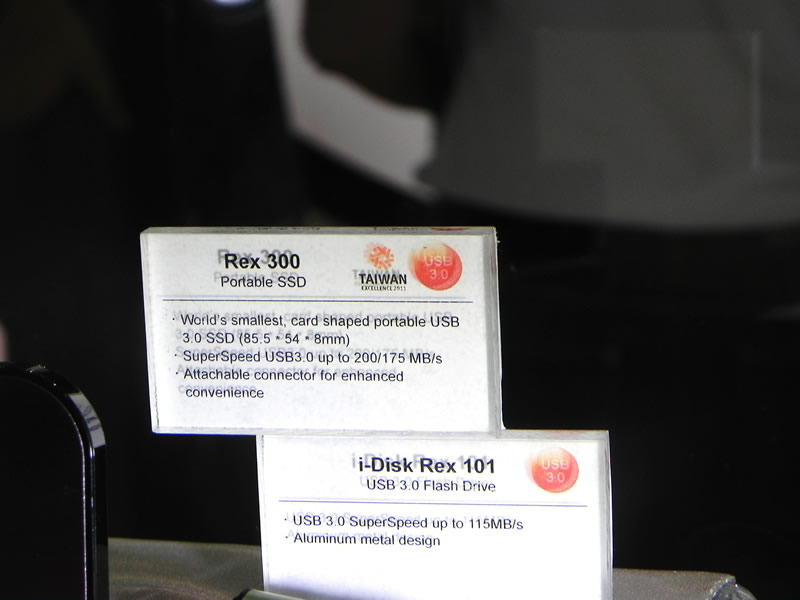 Rex 300
Portable SSD
TAIWAN
EXCELLENCE 2011
USB
3.0
· World's smallest, card shaped portable USB
3.0 SSD (85.5 * 54 * 8mm)
· SuperSpeed USB3.0 up to 200/175 MB/s
· Attachable connector for enhanced
convenience
i-Disk Rex 101
USB 3.0 Flash Drive
USB
3.0
· USB 3.0 SuperSpeed up to 115MB/s
· Aluminum metal design